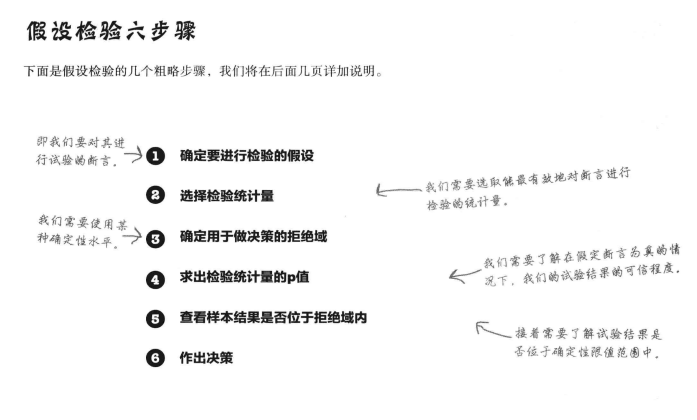 假设检验六步骤
下面是假设检验的几个粗略步骤，我们将在后面几页详加说明。
即我们要对其进
行试验的断言。
1 确定要进行检验的假设
2 选择检验统计量
我们需要选取能最有效地对断言进行
检验的统计量。
我们需要使用某
种确定性水平。
3 确定用于做决策的拒绝域
4 求出检验统计量的p值
我们需要了解在假定断言为真的情
况下，我们的试验结果的可信程度。
5 查看样本结果是否位于拒绝域内
接着需要了解试验结果是
否位于确定性限值范围中。
6 作出决策